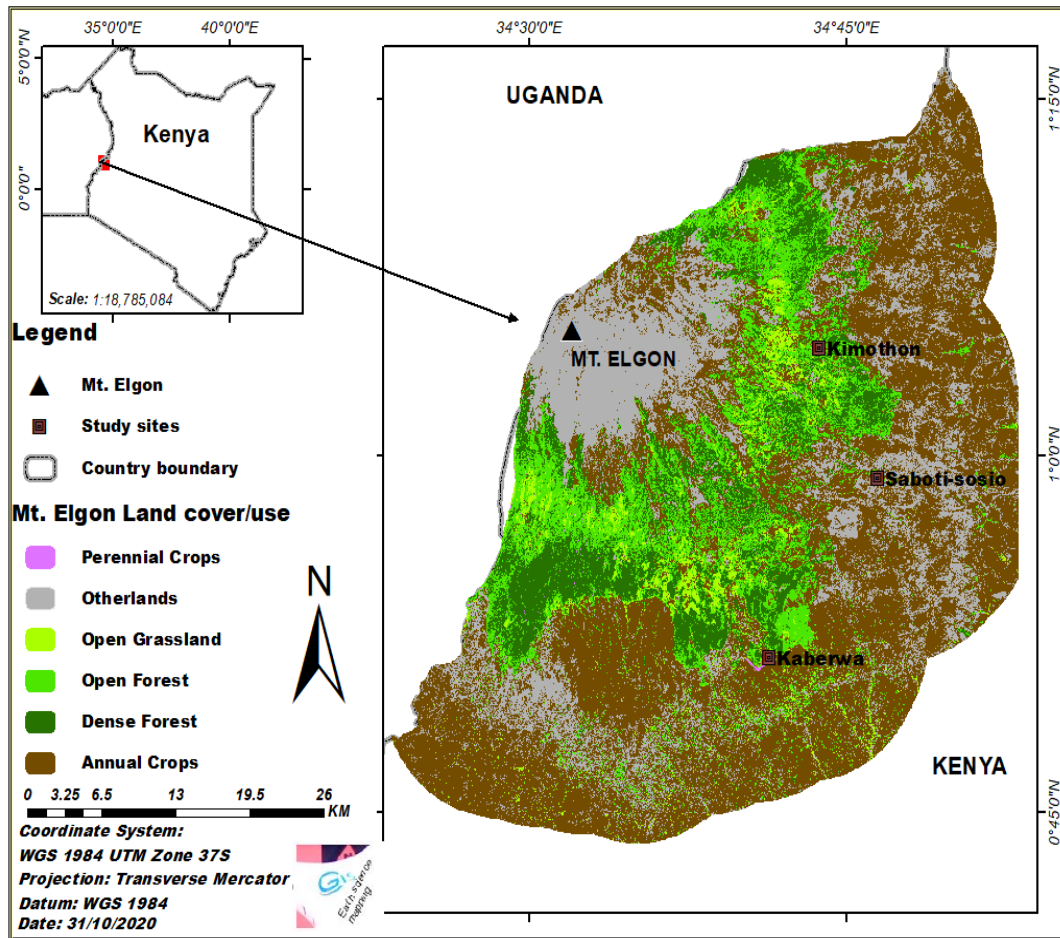 35°0'0"E 40°0'0"E
5°0'0"N
0°0'0"
Kenya
Scale: 1:18,785,084
Legend
Mt. Elgon
Study sites
Country boundary
Mt. Elgon Land cover/use
Perennial Crops
Otherlands
Open Grassland
Open Forest
Dense Forest
Annual Crops
N
0 3.25 6.5 13 19.5 26
KM
Coordinate System:
WGS 1984 UTM Zone 37S
Projection: Transverse Mercator
Datum: WGS 1984
Date: 31/10/2020
Earth science
mapping
34°30'0"E 34°45'0"E
UGANDA
1°15'0"N
MT. ELGON
Kimothon
1°0'0"N
Saboti-sosio
Kaberwa
KENYA
0°45'0"N